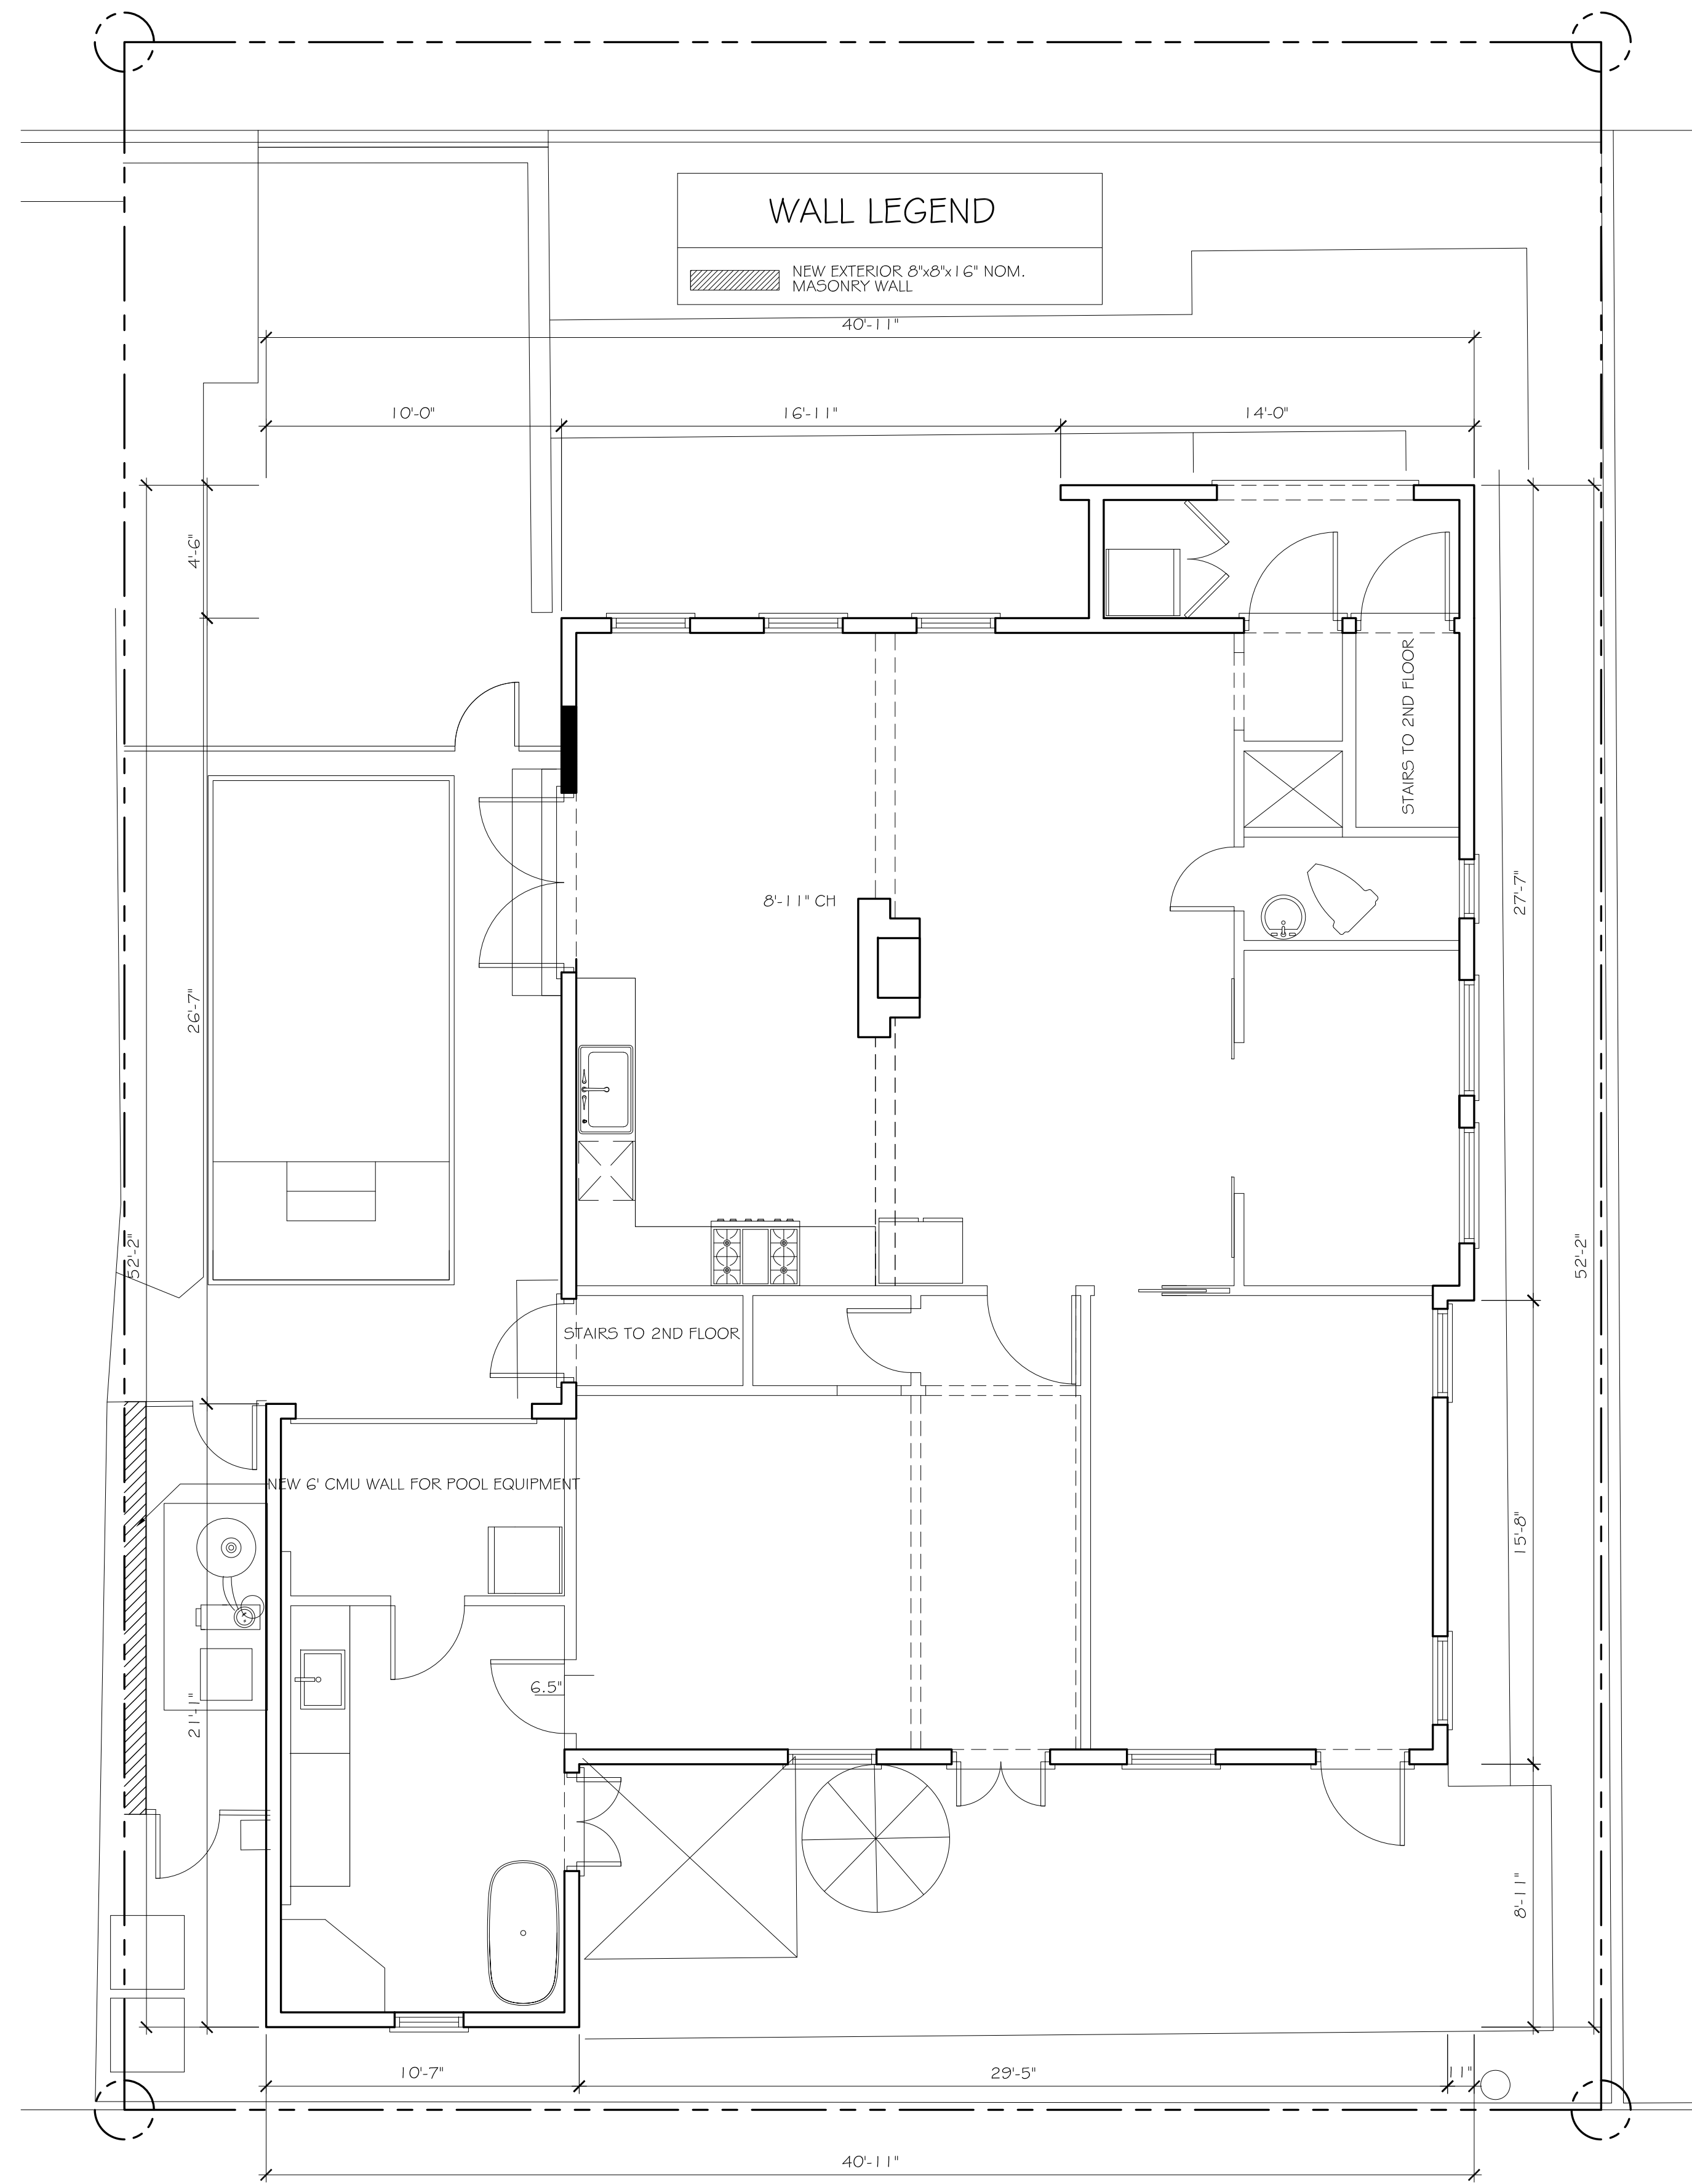 WALL LEGEND
NEW EXTERIOR 8"x8"x16" NOM.
MASONRY WALL
40'-11"
10'-0"
16'-11"
14'-0"
4'-6"
STAIRS TO 2ND FLOOR
27'-7"
8'-11" CH
26'-7"
52'-2"
52'-2"
STAIRS TO 2ND FLOOR
NEW 6' CMU WALL FOR POOL EQUIPMENT
15'-8"
6.5"
21'-1"
8'-11"
10'-7"
29'-5"
11"
40'-11"